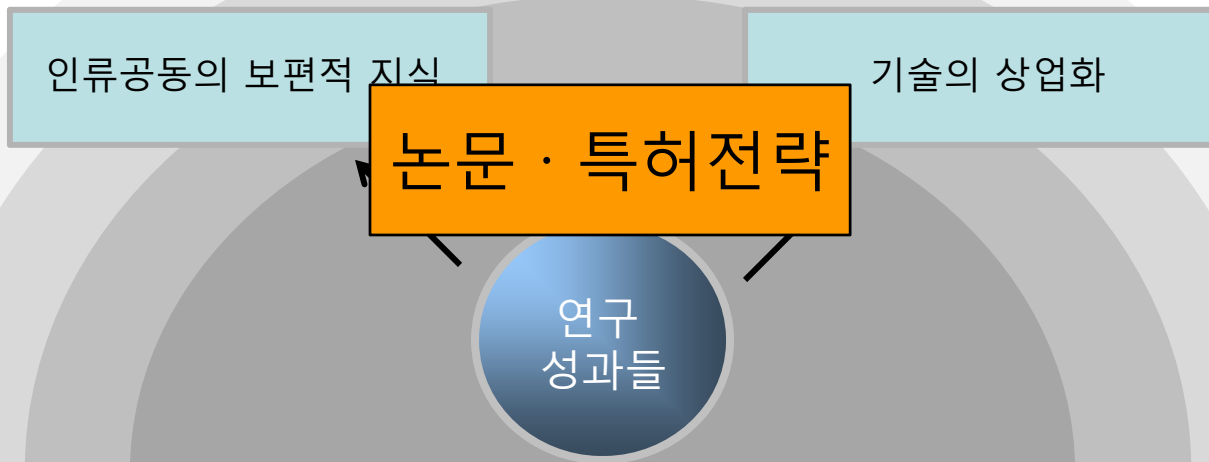 인류공동의 보편적 지식
기술의 상업화
논문 · 특허전략
연구
성과들